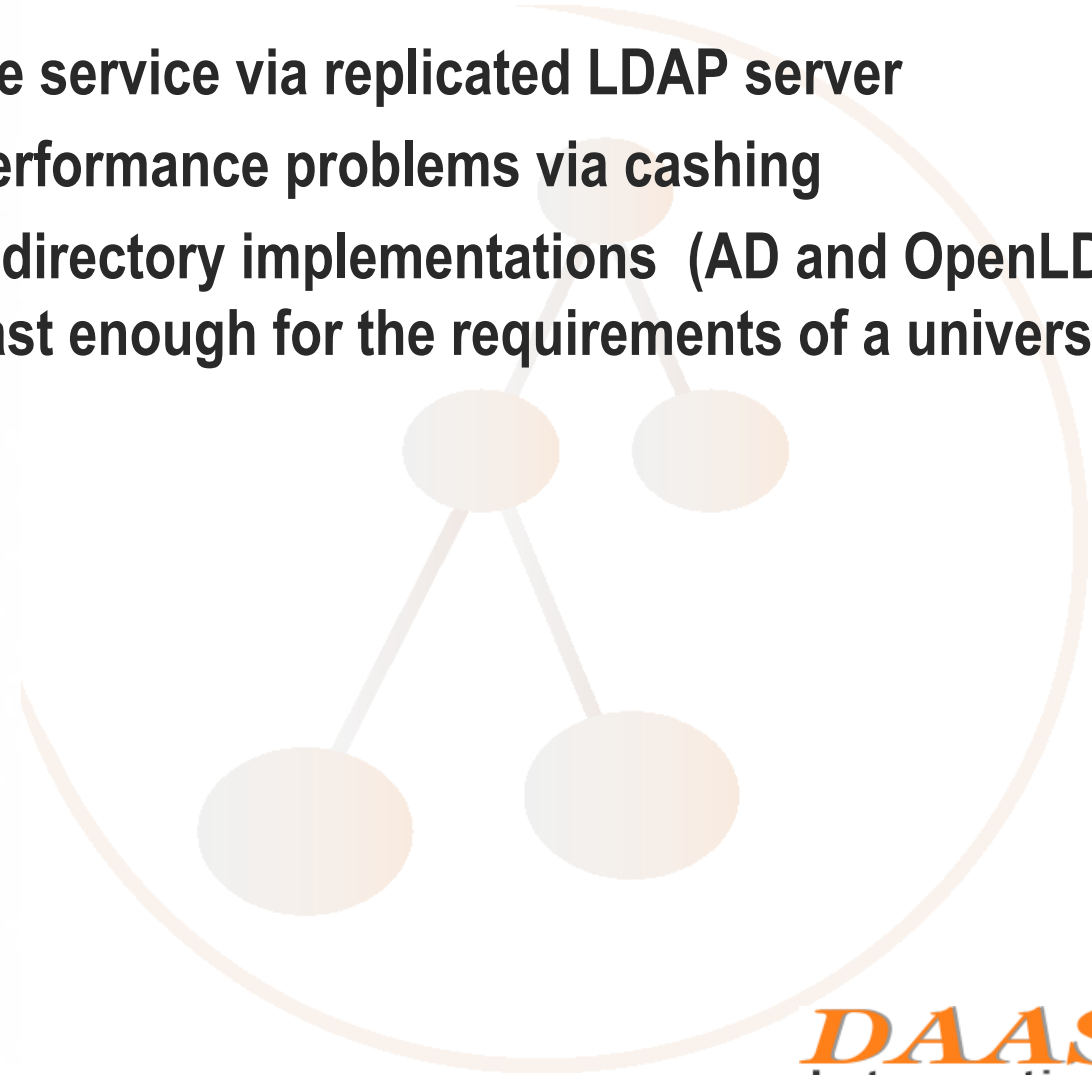 e service via replicated LDAP server
erformance problems via cashing
directory implementations (AD and OpenLD
ast enough for the requirements of a univers
DAAS